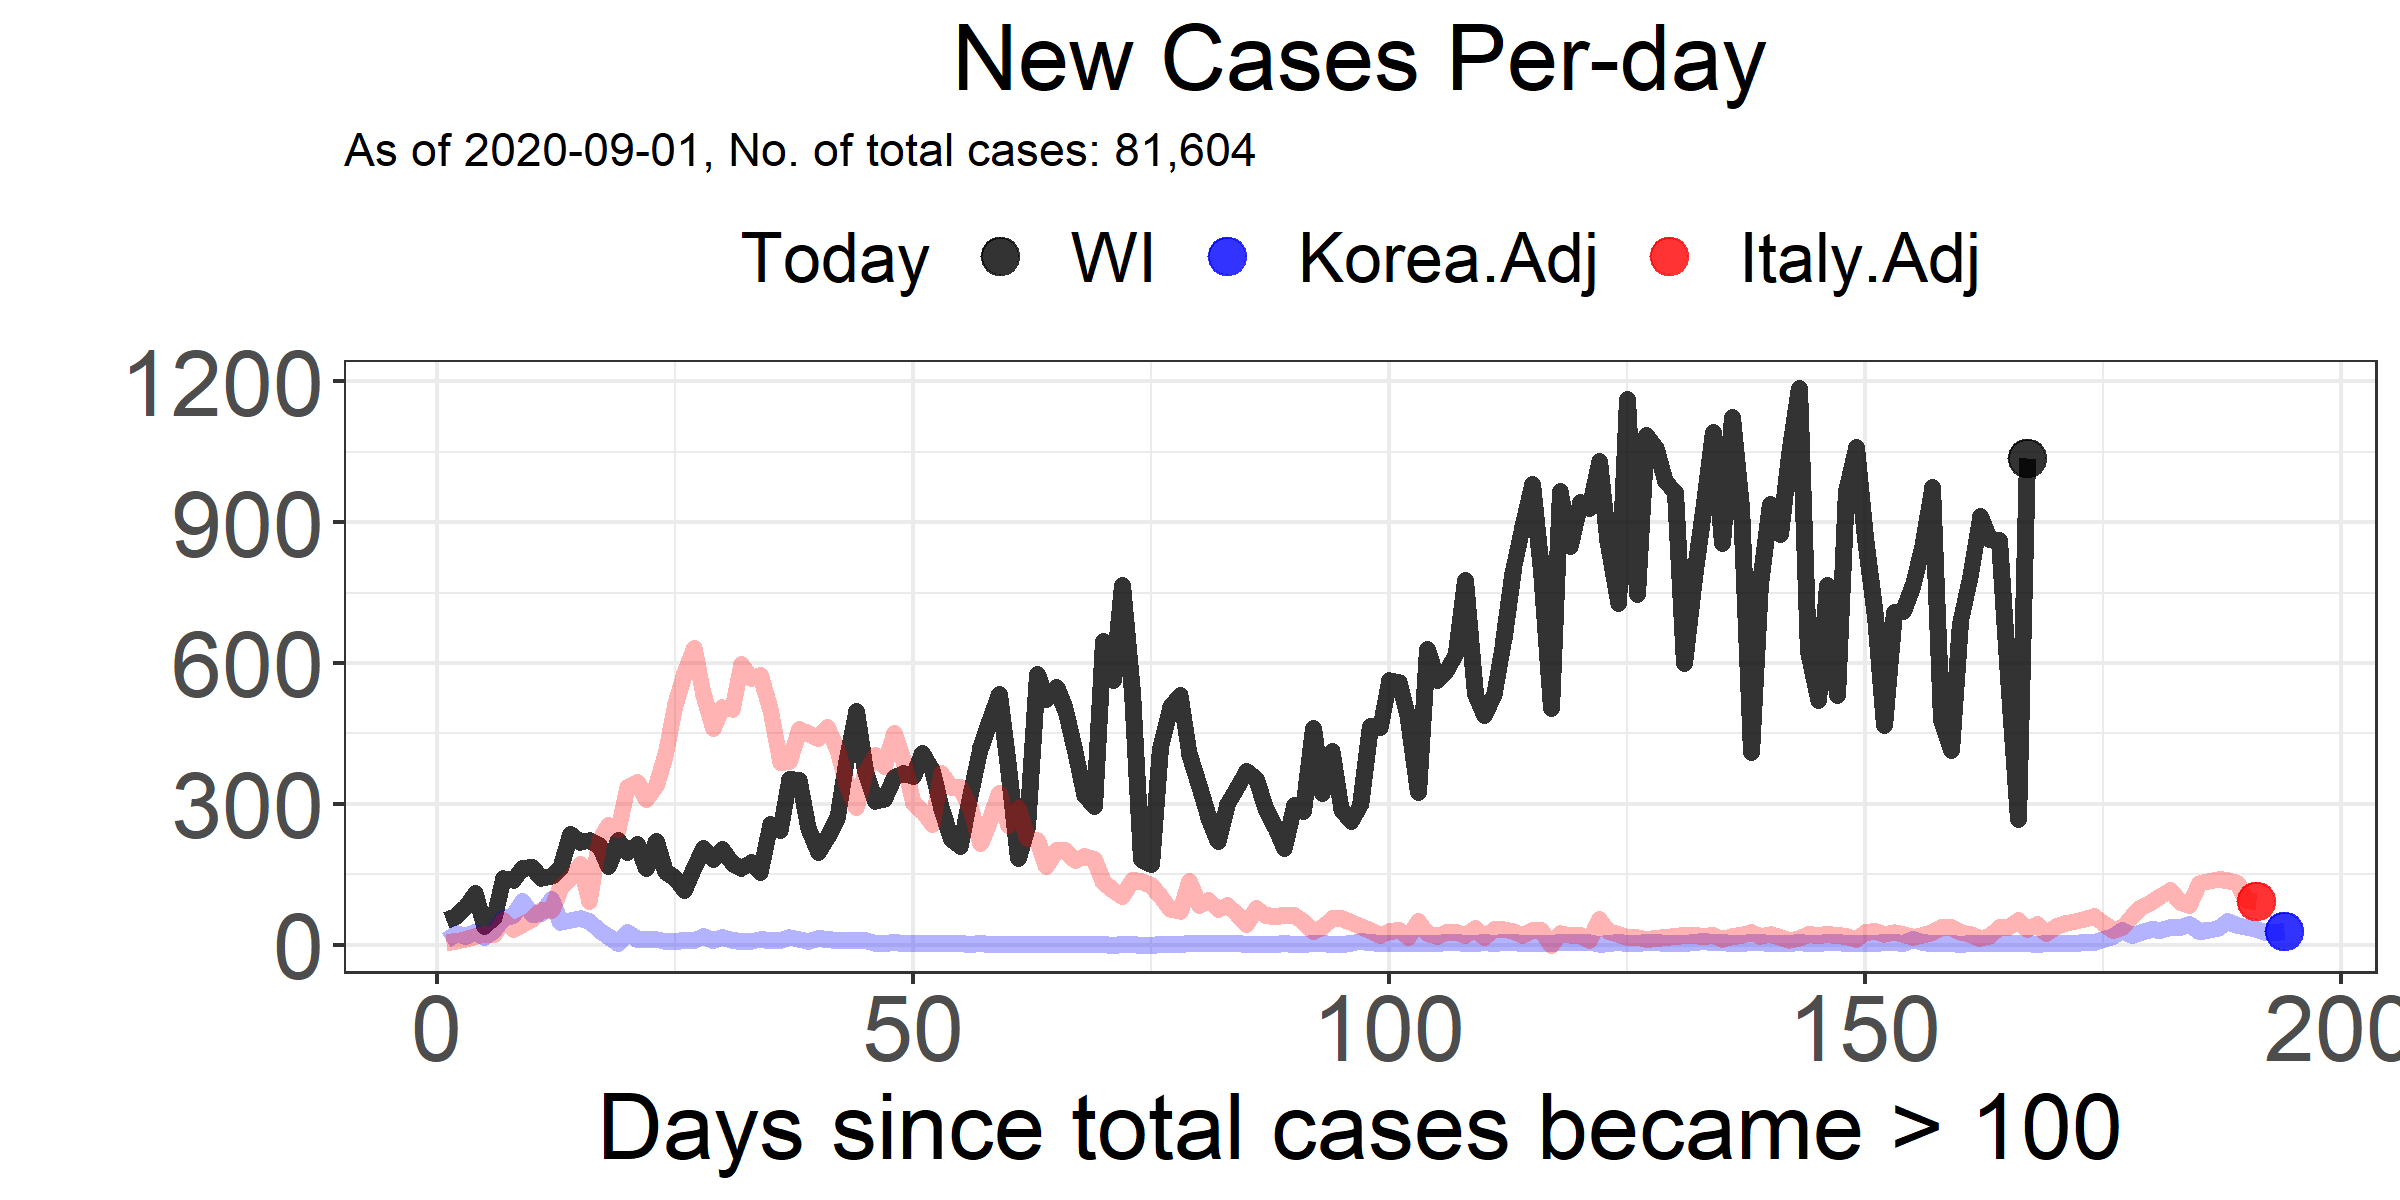 New Cases Per-day
As of 2020-09-01, No. of total cases: 81,604
Today WI Korea.Adj Italy.Adj
1200
900
600
300
0
0 50 100 150 200
Days since total cases became > 100